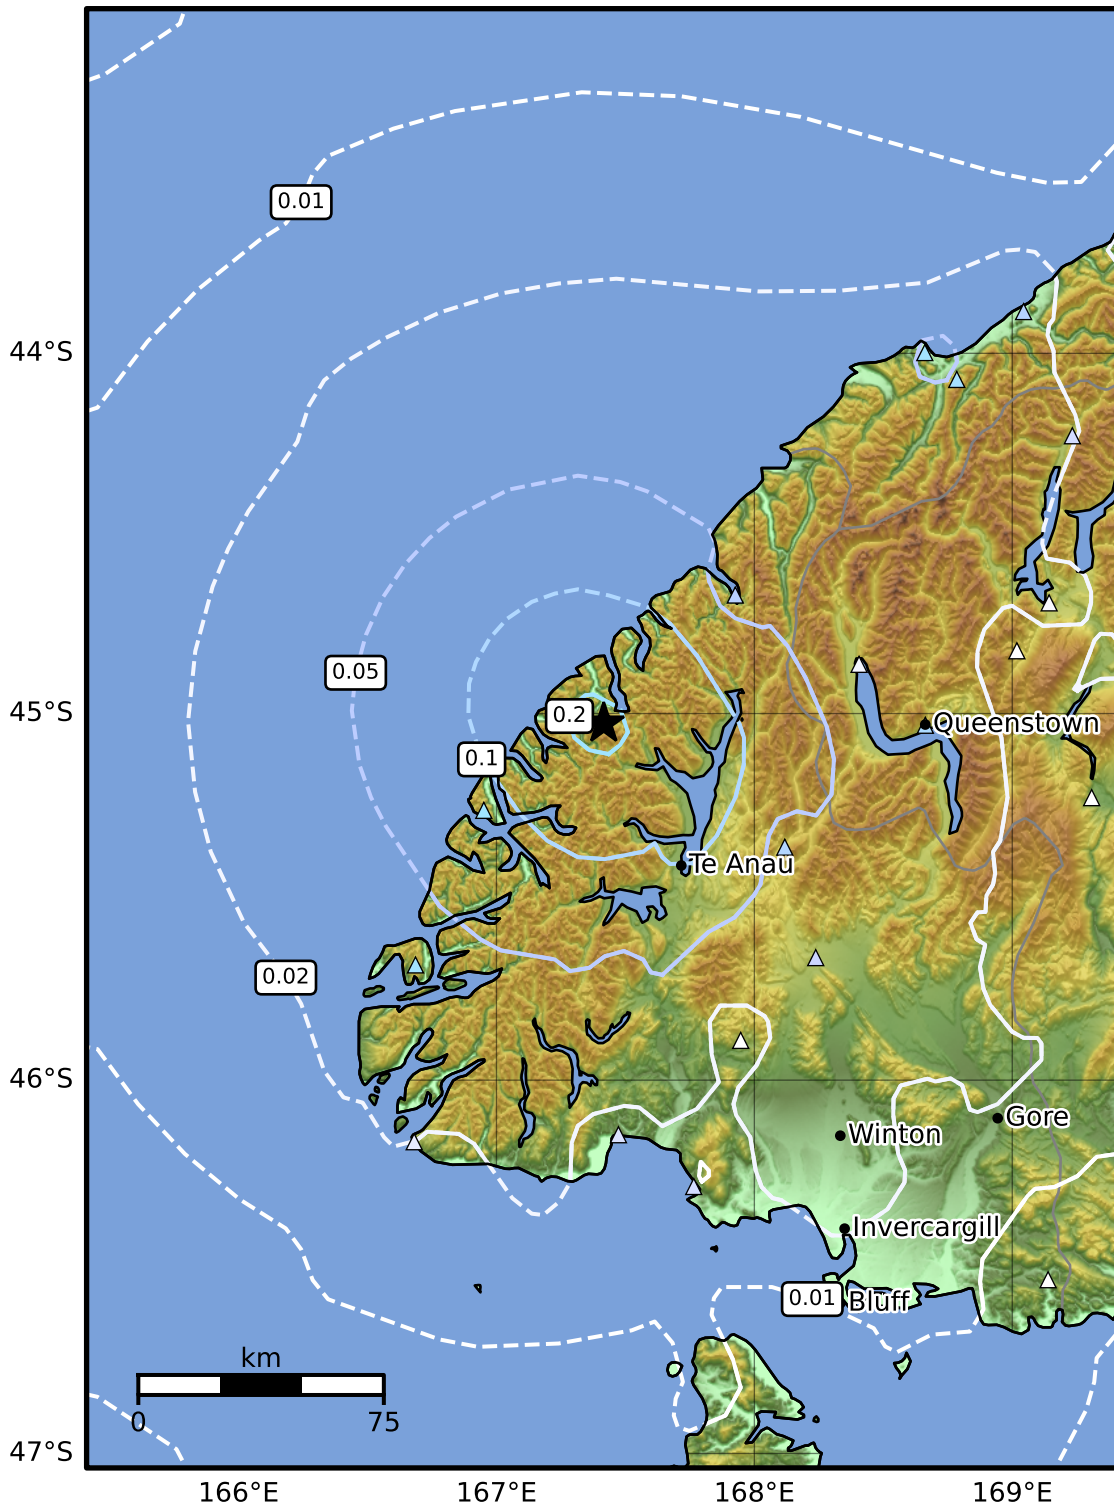 0.01
44°S
0.05
0.2
45°S
Queenstown
0.1
Te Anau
0.02
46°S
Gore
Winton
Invercargill
0.01
Bluff
km
0
75
47°S
166°E
167°E
168°E
169°E